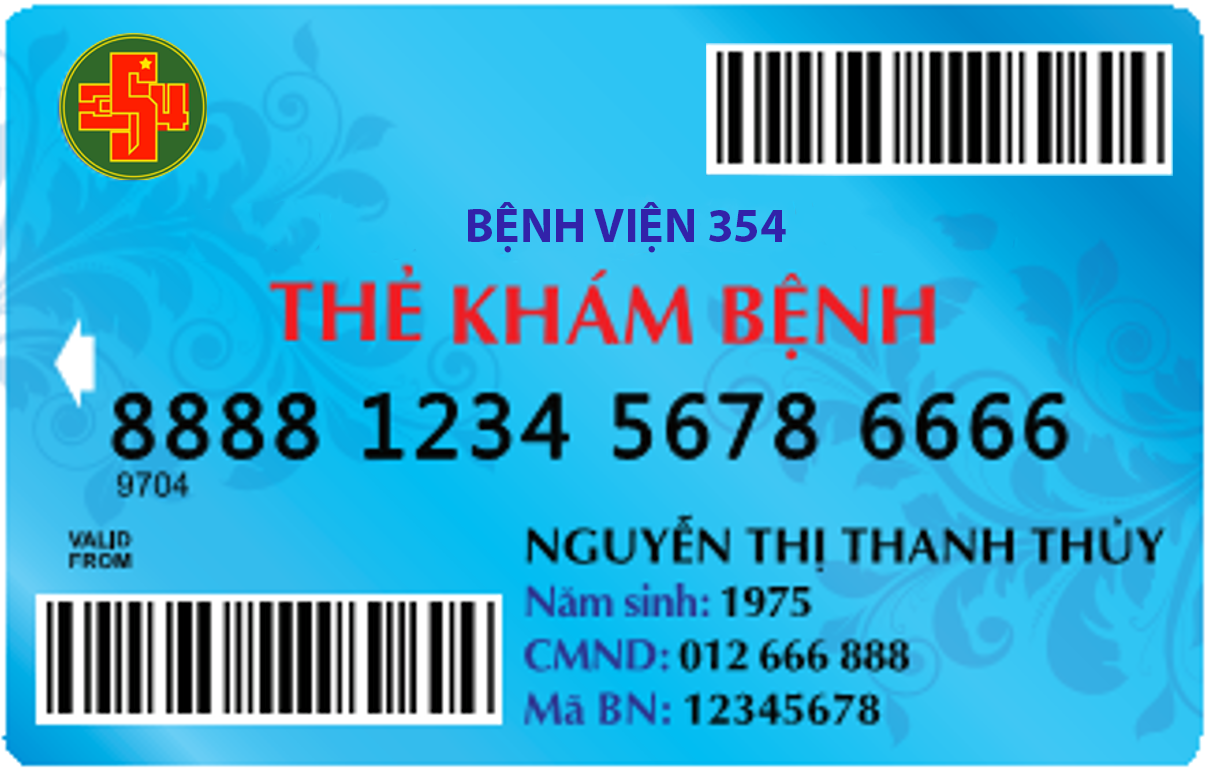 354
BỆNH VIỆN 354
THẺ KHÁM BỆNH
8888 1234 5678 6666
9704
VALID
FROM
NGUYỄN THỊ THANH THỦY
Năm sinh: 1975
CMND: 012 666 888
Mã BN: 12345678